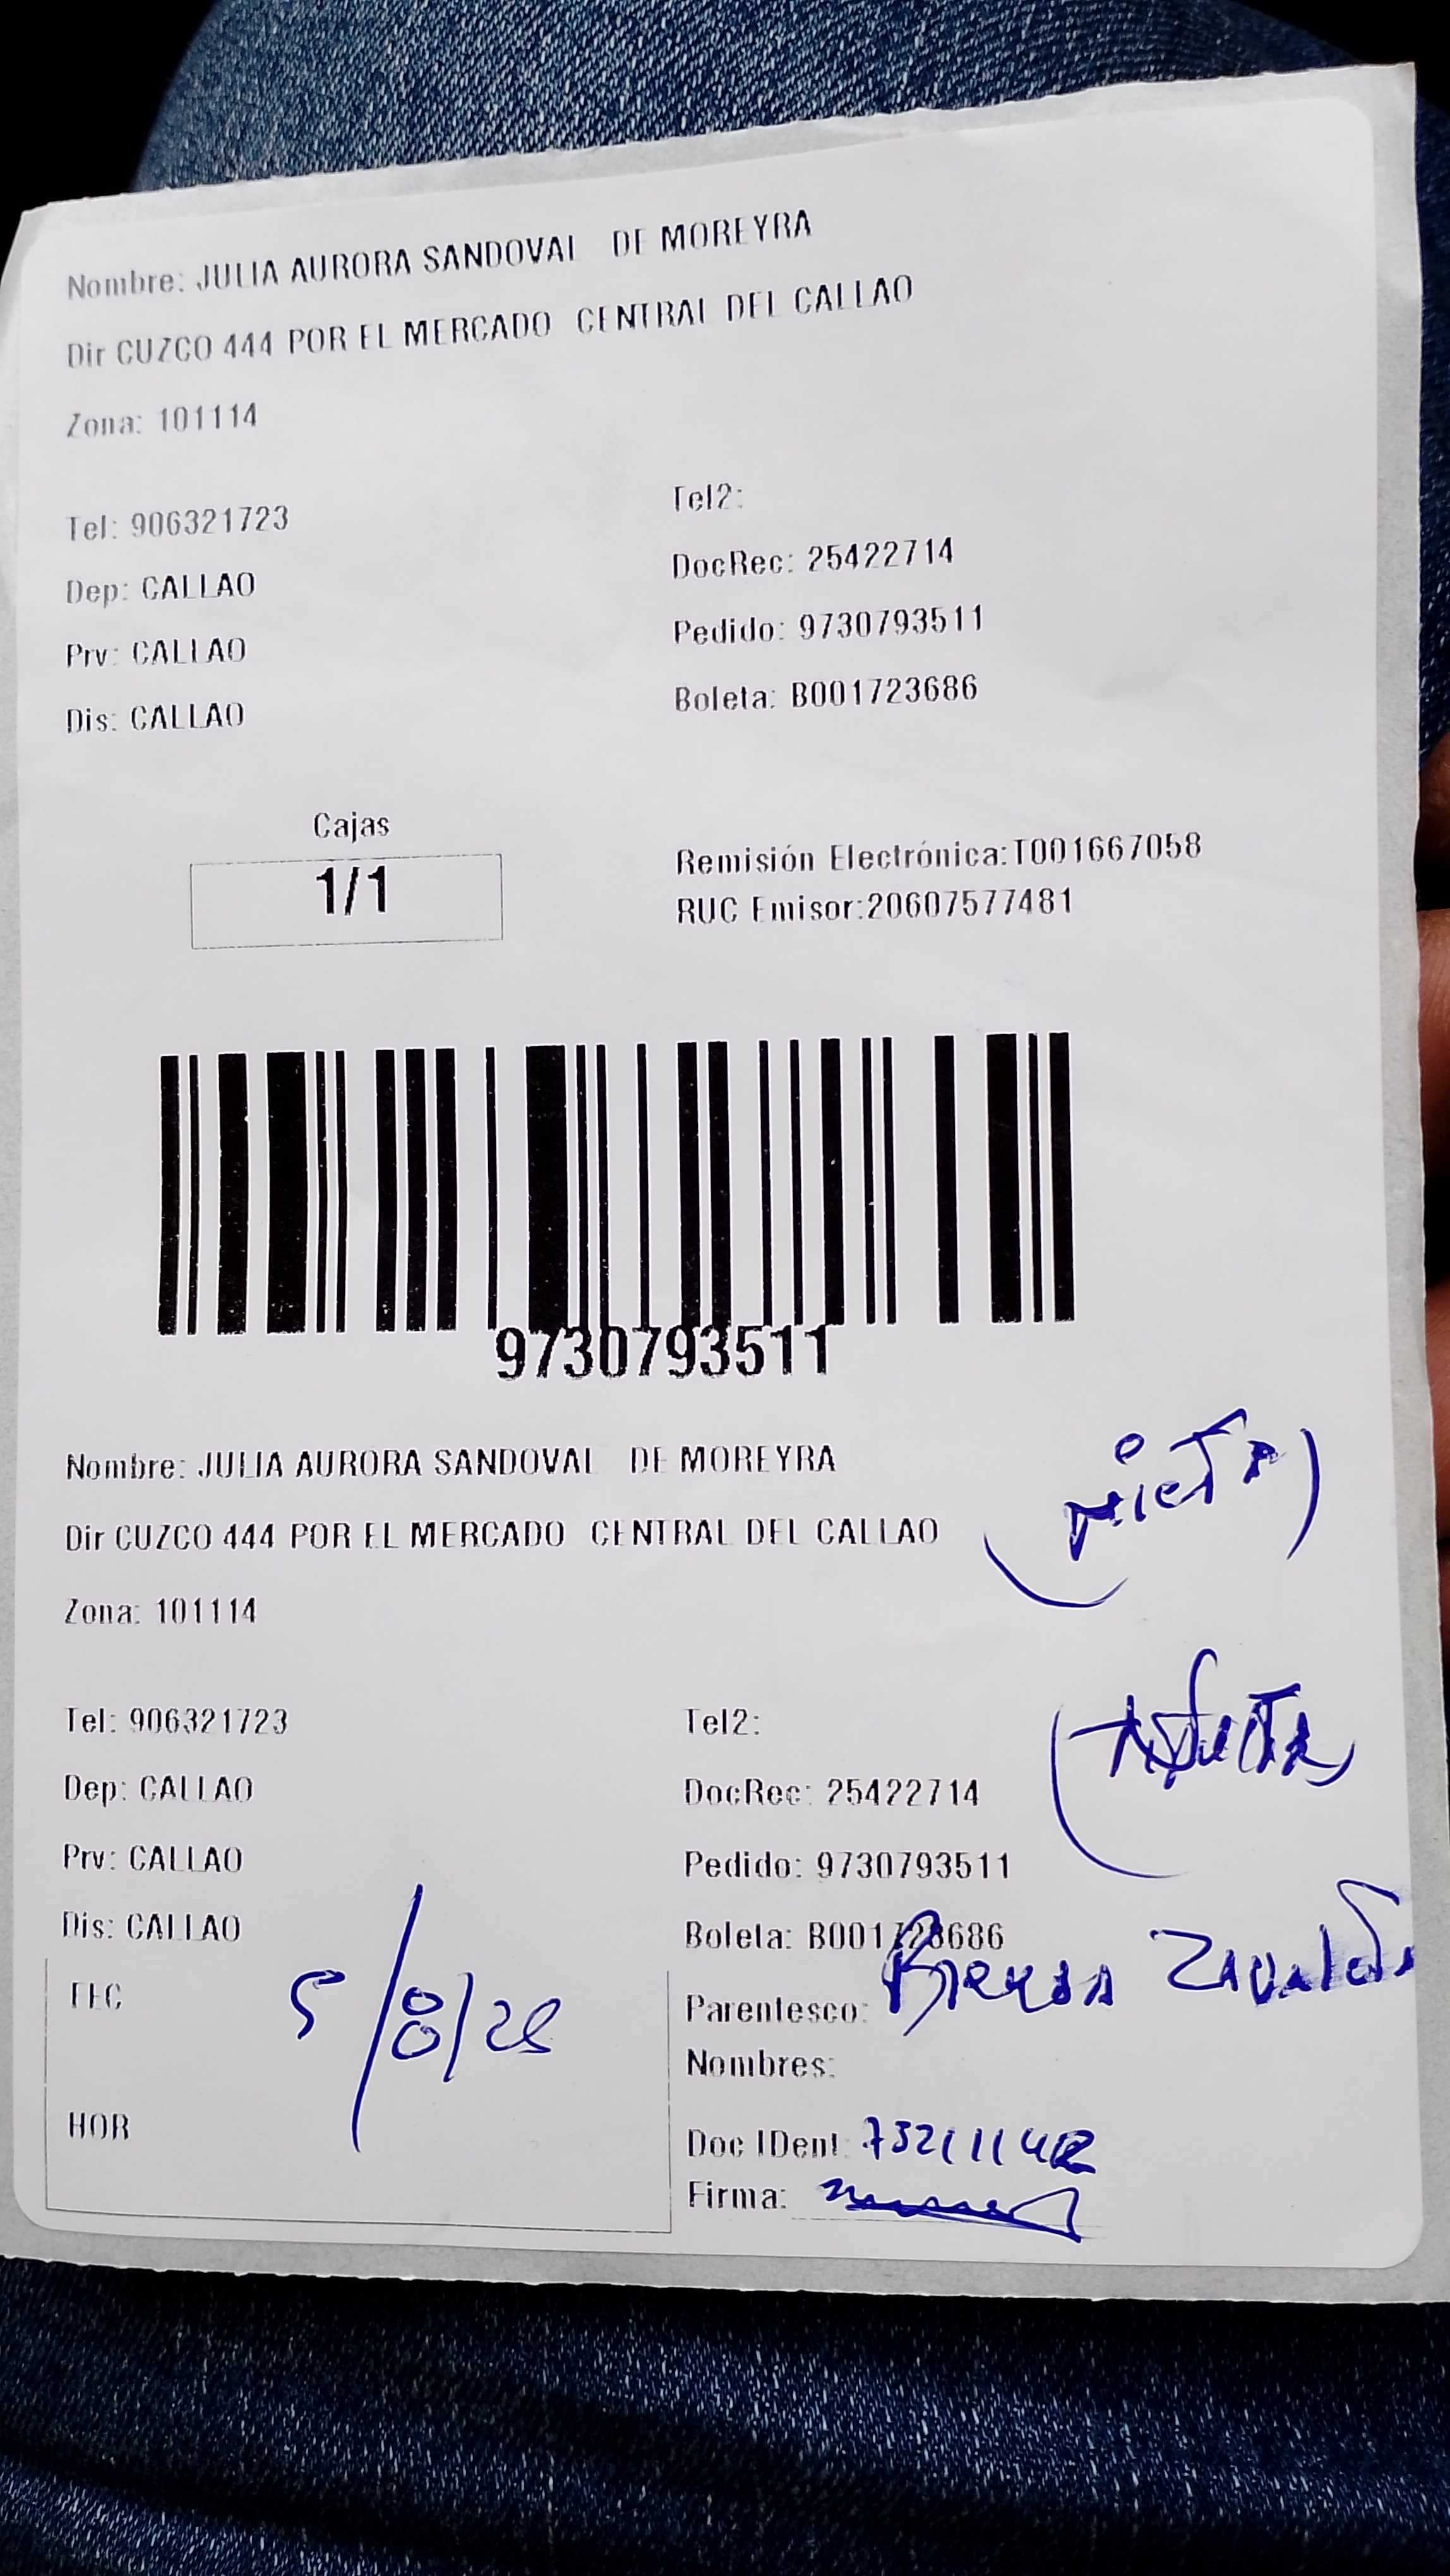 Nombre: JULIA AURORA SANDOVAL DE MOREYRA
Dir CUZCO 444 POR EL MERCADO CENTRAL DEL CALLAO
Zona: 101114
Tel: 906321723
Tel2:
Dep: CALLAO
DocRec: 25422714
Prv: CALLAO
Pedido: 9730793511
Dis: CALLAO
Boleta: B001723686
Cajas
1/1
Remisión Electrónica:T001667058
RUC Emisor:20607577481
9730793511
Nombre: JULIA AURORA SANDOVAL DE MOREYRA
Dir CUZCO 444 POR EL MERCADO CENTRAL DEL CALLAO
Zona: 101114
Tel: 906321723
Tel2:
Dep: CALLAO
DocRec: 25422714
Prv: CALLAO
Pedido: 9730793511
Dis: CALLAO
Boleta: B001723686
FEC
Parentesco:
Nombres:
HOR
Doc IDent:
Firma: